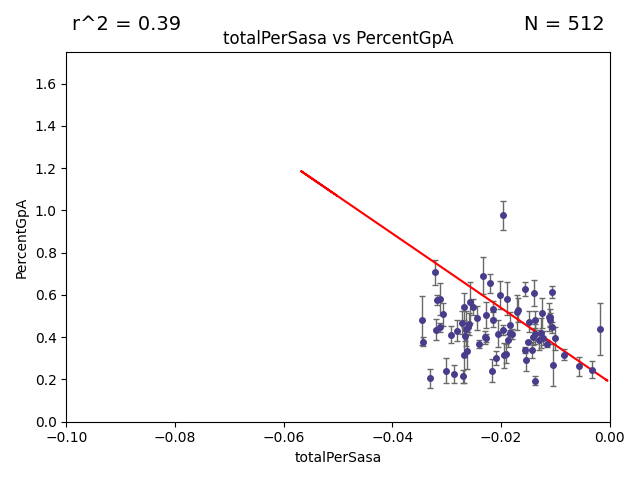 r^2 = 0.39
N = 512
totalPerSasa vs PercentGpA
PercentGpA
1.6
1.4
1.2
1.0
0.8
0.6
0.4
0.2
0.0
−0.10 −0.08 −0.06 −0.04 −0.02 0.00
totalPerSasa